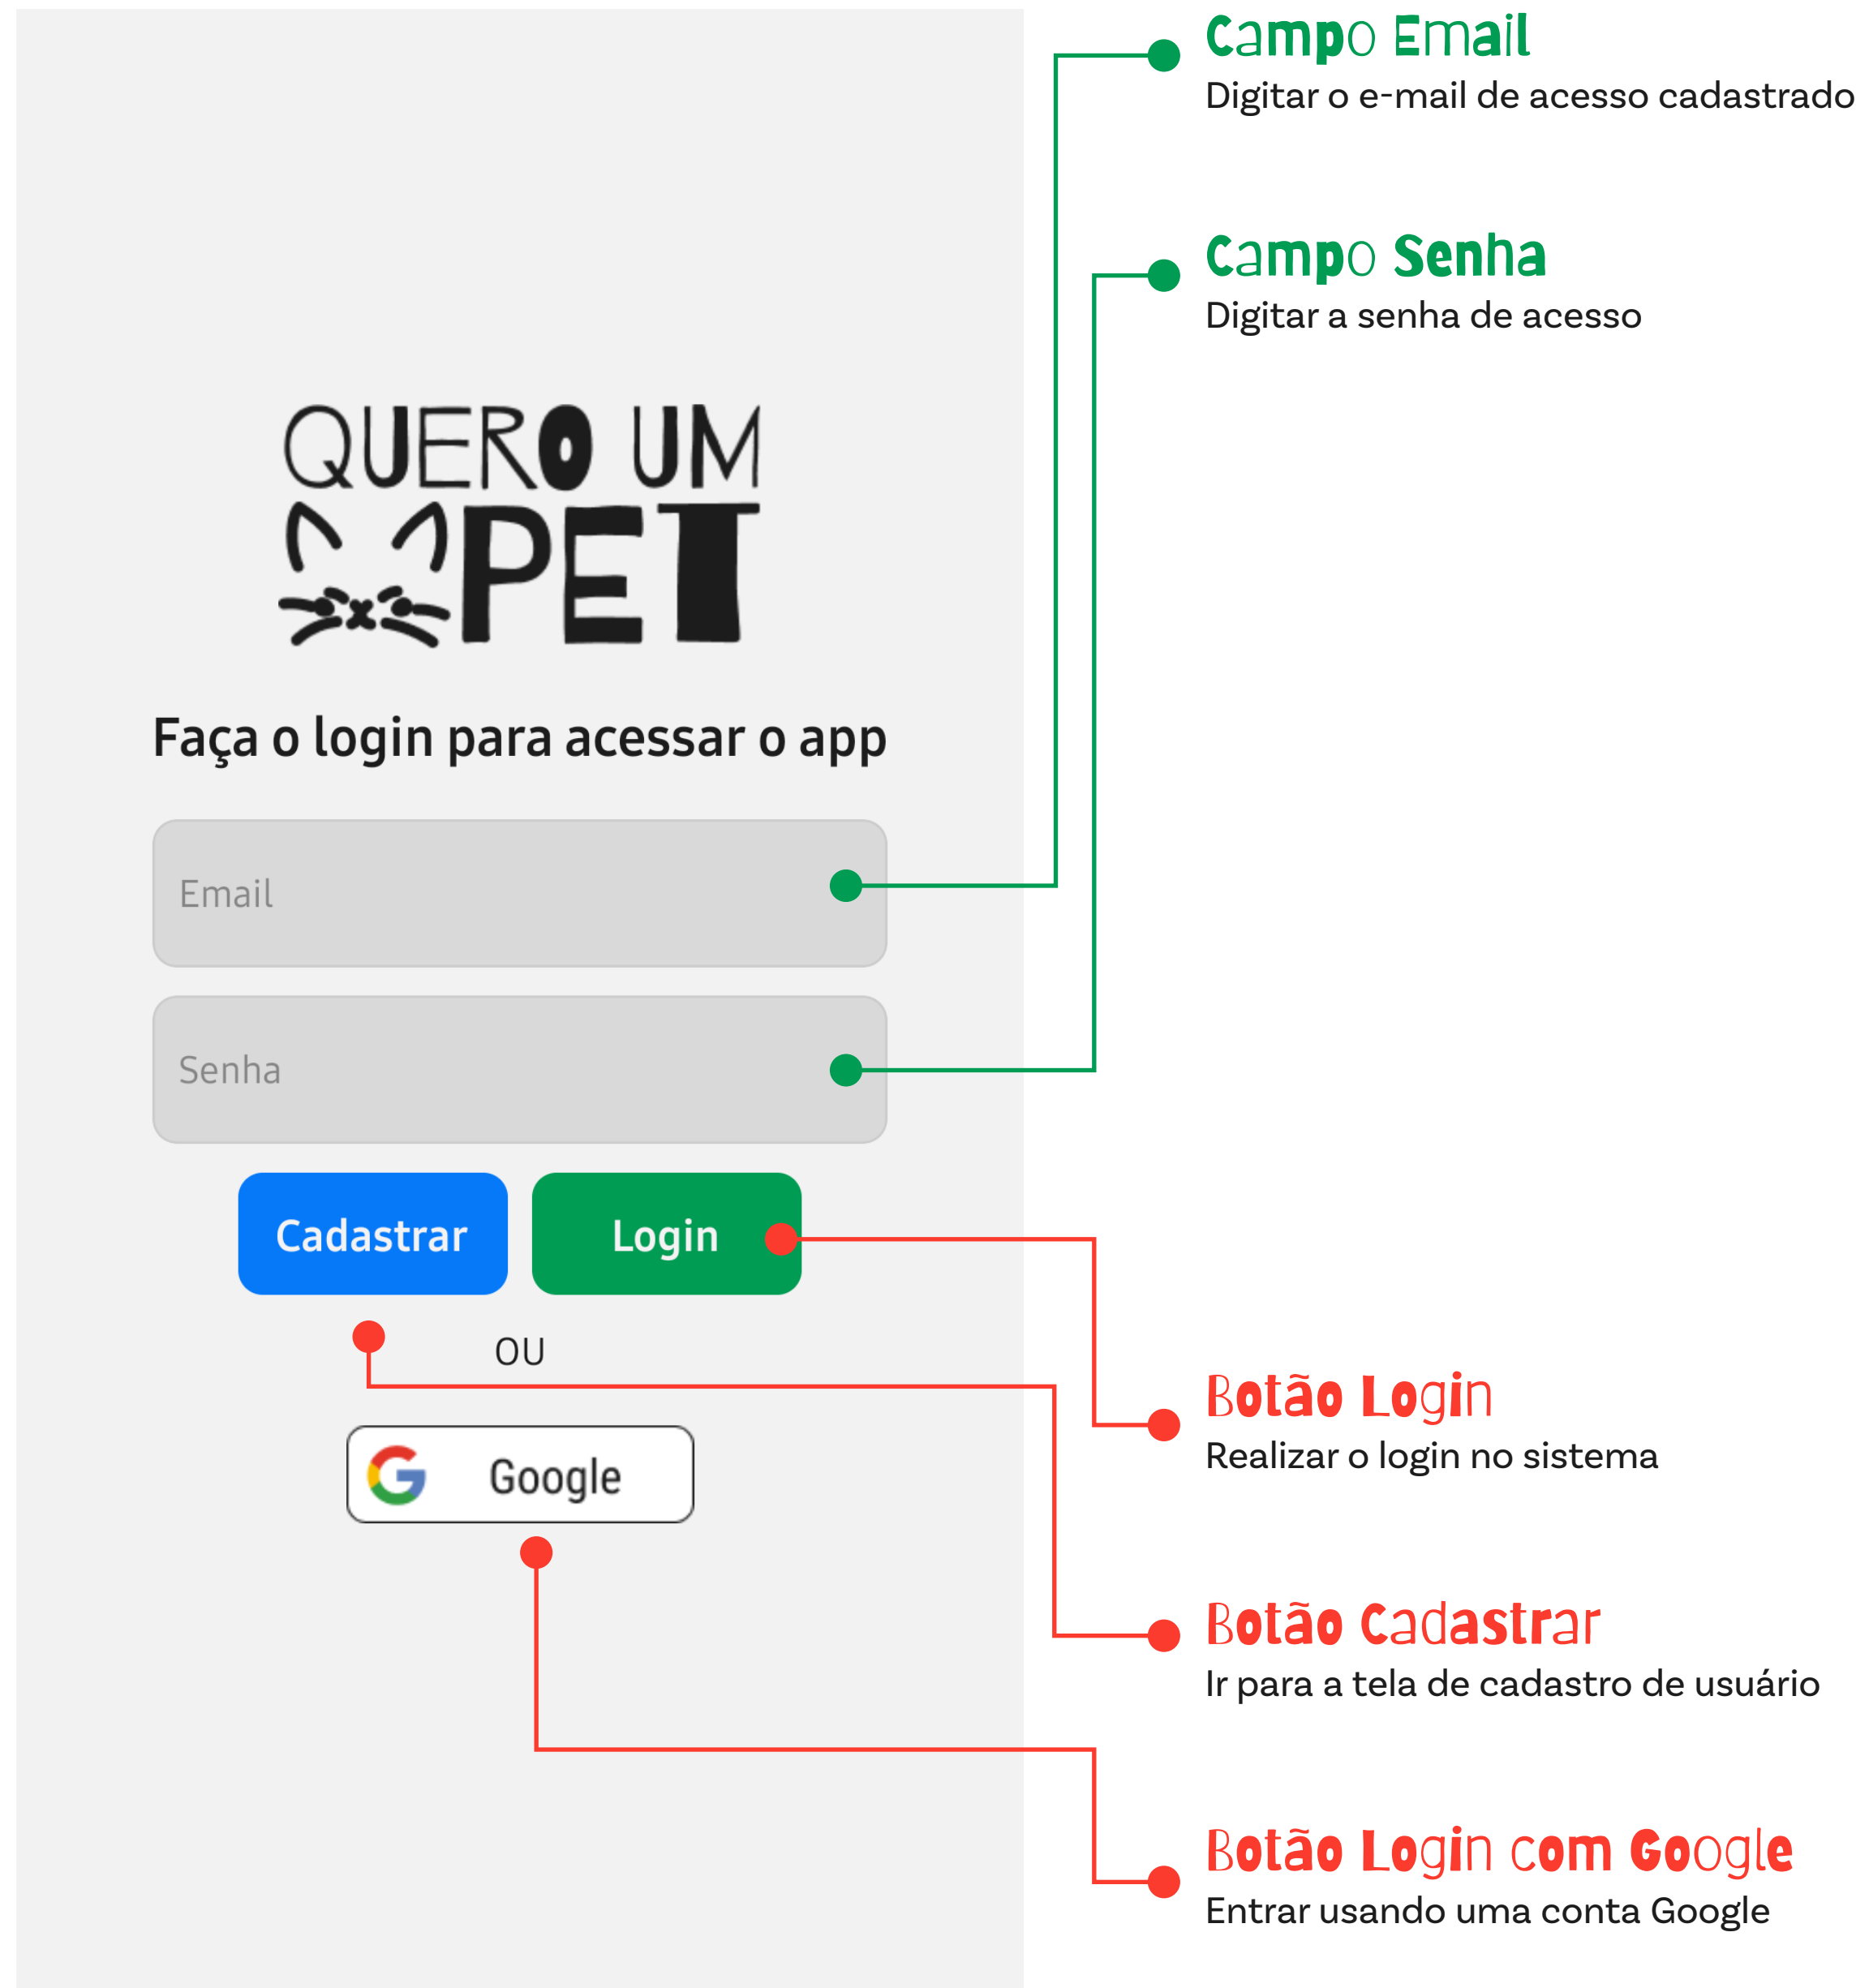 Campo Email
Digitar o e-mail de acesso cadastrado
Campo Senha
Digitar a senha de acesso
QUERO UM
PET
Faça o login para acessar o app
Email
Senha
Cadastrar
Login
OU
Google
Botão Login
Realizar o login no sistema
Botão Cadastrar
Ir para a tela de cadastro de usuário
Botão Login com Google
Entrar usando uma conta Google